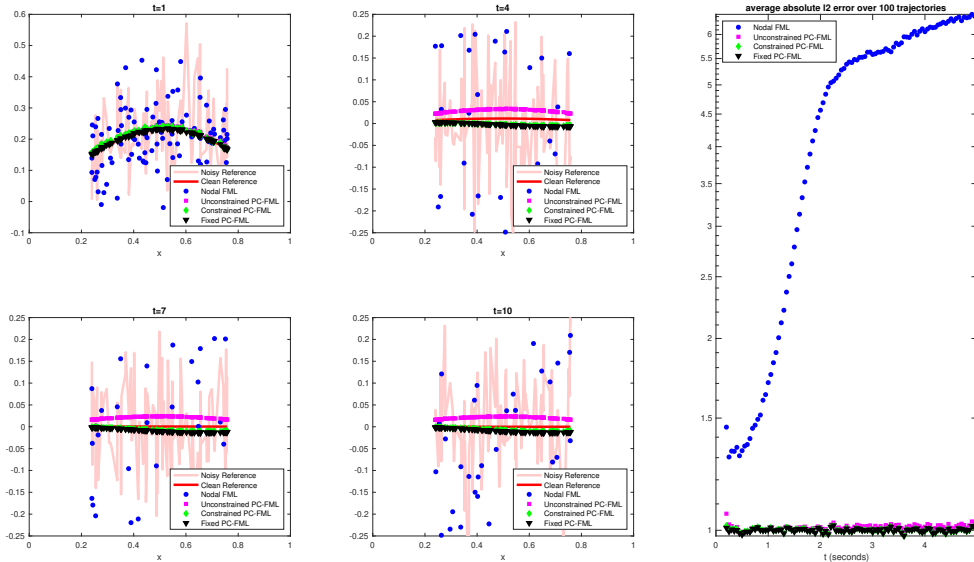 t=1
0.6
0.5
0.4
0.3
0.2
0.1
0
-0.1
Noisy Reference
Clean Reference
Nodal FML
Unconstrained PC-FML
Constrained PC-FML
Fixed PC-FML
0 0.2 0.4 0.6 0.8 1
x
t=4
0.25
0.2
0.15
0.1
0.05
0
-0.05
-0.1
-0.15
-0.2
-0.25
Noisy Reference
Clean Reference
Nodal FML
Unconstrained PC-FML
Constrained PC-FML
Fixed PC-FML
0 0.2 0.4 0.6 0.8 1
x
average absolute l2 error over 100 trajectories
Nodal FML
Unconstrained PC-FML
Constrained PC-FML
Fixed PC-FML
6
5.5
5
4.5
4
3.5
3
2.5
2
1.5
1
0 1 2 3 4
t (seconds)
t=7
0.25
0.2
0.15
0.1
0.05
0
-0.05
-0.1
-0.15
-0.2
-0.25
Noisy Reference
Clean Reference
Nodal FML
Unconstrained PC-FML
Constrained PC-FML
Fixed PC-FML
0 0.2 0.4 0.6 0.8 1
x
t=10
0.25
0.2
0.15
0.1
0.05
0
-0.05
-0.1
-0.15
-0.2
-0.25
Noisy Reference
Clean Reference
Nodal FML
Unconstrained PC-FML
Constrained PC-FML
Fixed PC-FML
0 0.2 0.4 0.6 0.8 1
x